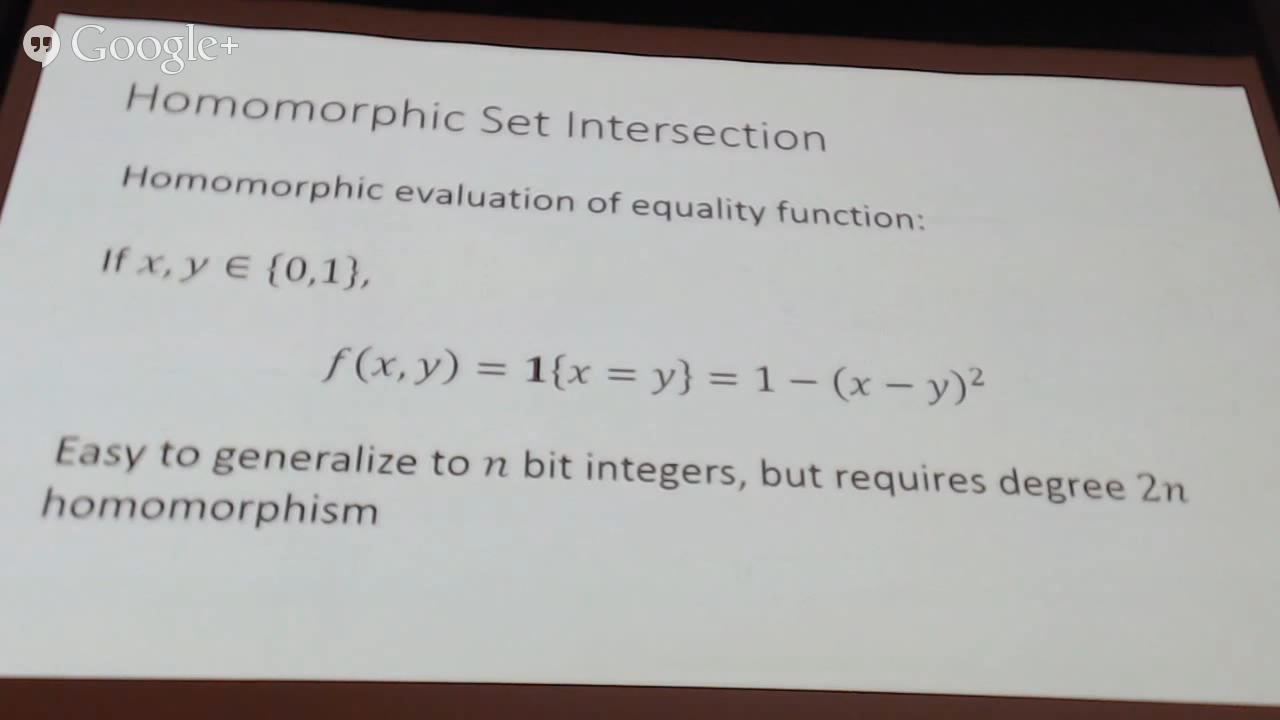 Google+
Homomorphic Set Intersection
Homomorphic evaluation of equality function:
If x, y ∈ {0,1},
f(x, y) = 𝟏{x = y} = 1 − (x − y)²
Easy to generalize to n bit integers, but requires degree 2n
homomorphism